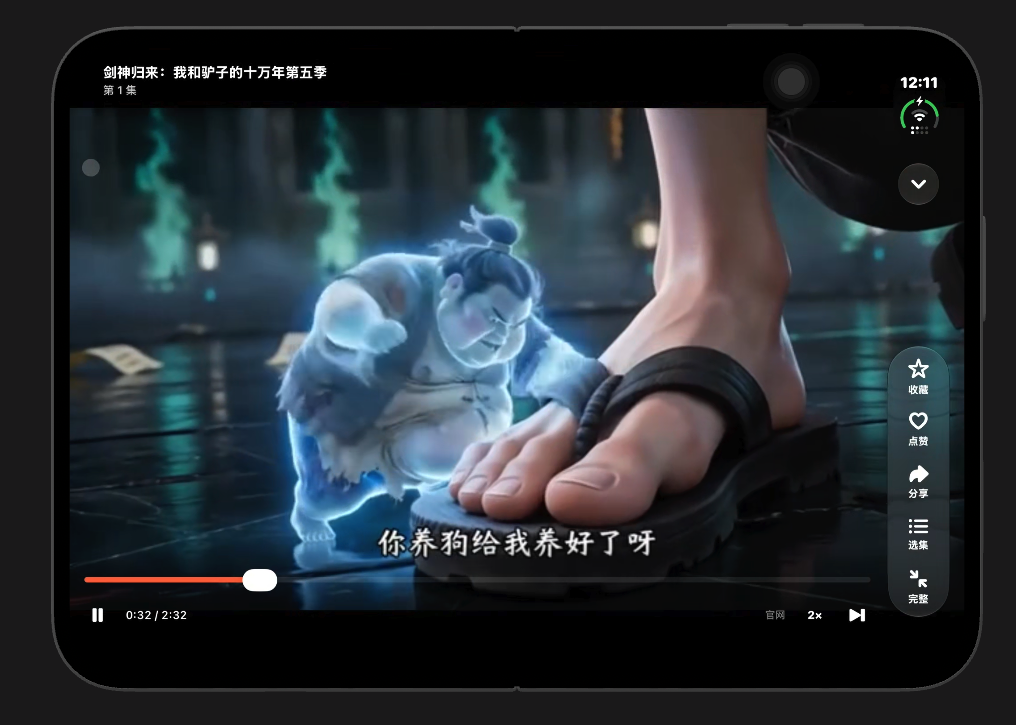 剑神归来：我和驴子的十万年第五季
第 1 集
12:11
收藏
点赞
分享
选集
完整
你养狗给我养好了呀
0:32 / 2:32
官网
2×